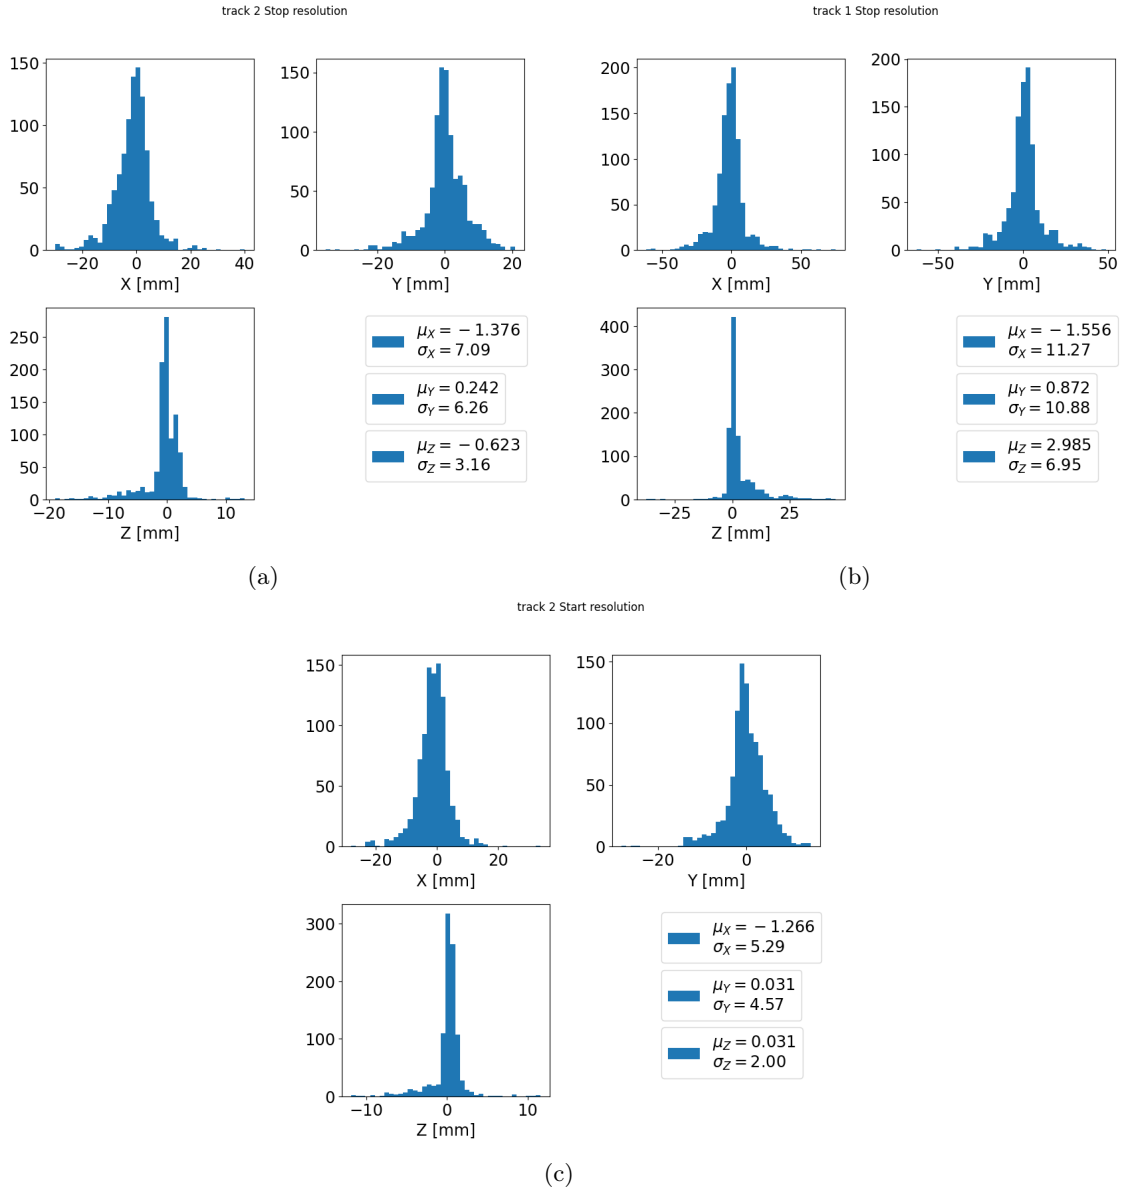 track 2 Stop resolution
track 1 Stop resolution
150
100
50
0
−20
0
20
40
X [mm]
150
100
50
0
−20
0
20
Y [mm]
200
150
100
50
0
−50
0
50
X [mm]
200
150
100
50
0
−50
0
50
Y [mm]
250
200
150
100
50
0
−20
−10
0
10
Z [mm]
μX = −1.376
σX = 7.09
μY = 0.242
σY = 6.26
μZ = −0.623
σZ = 3.16
400
300
200
100
0
−25
0
25
Z [mm]
μX = −1.556
σX = 11.27
μY = 0.872
σY = 10.88
μZ = 2.985
σZ = 6.95
(a)
(b)
track 2 Start resolution
150
100
50
0
−20
0
20
X [mm]
150
100
50
0
−20
0
Y [mm]
300
200
100
0
−10
0
10
Z [mm]
μX = −1.266
σX = 5.29
μY = 0.031
σY = 4.57
μZ = 0.031
σZ = 2.00
(c)